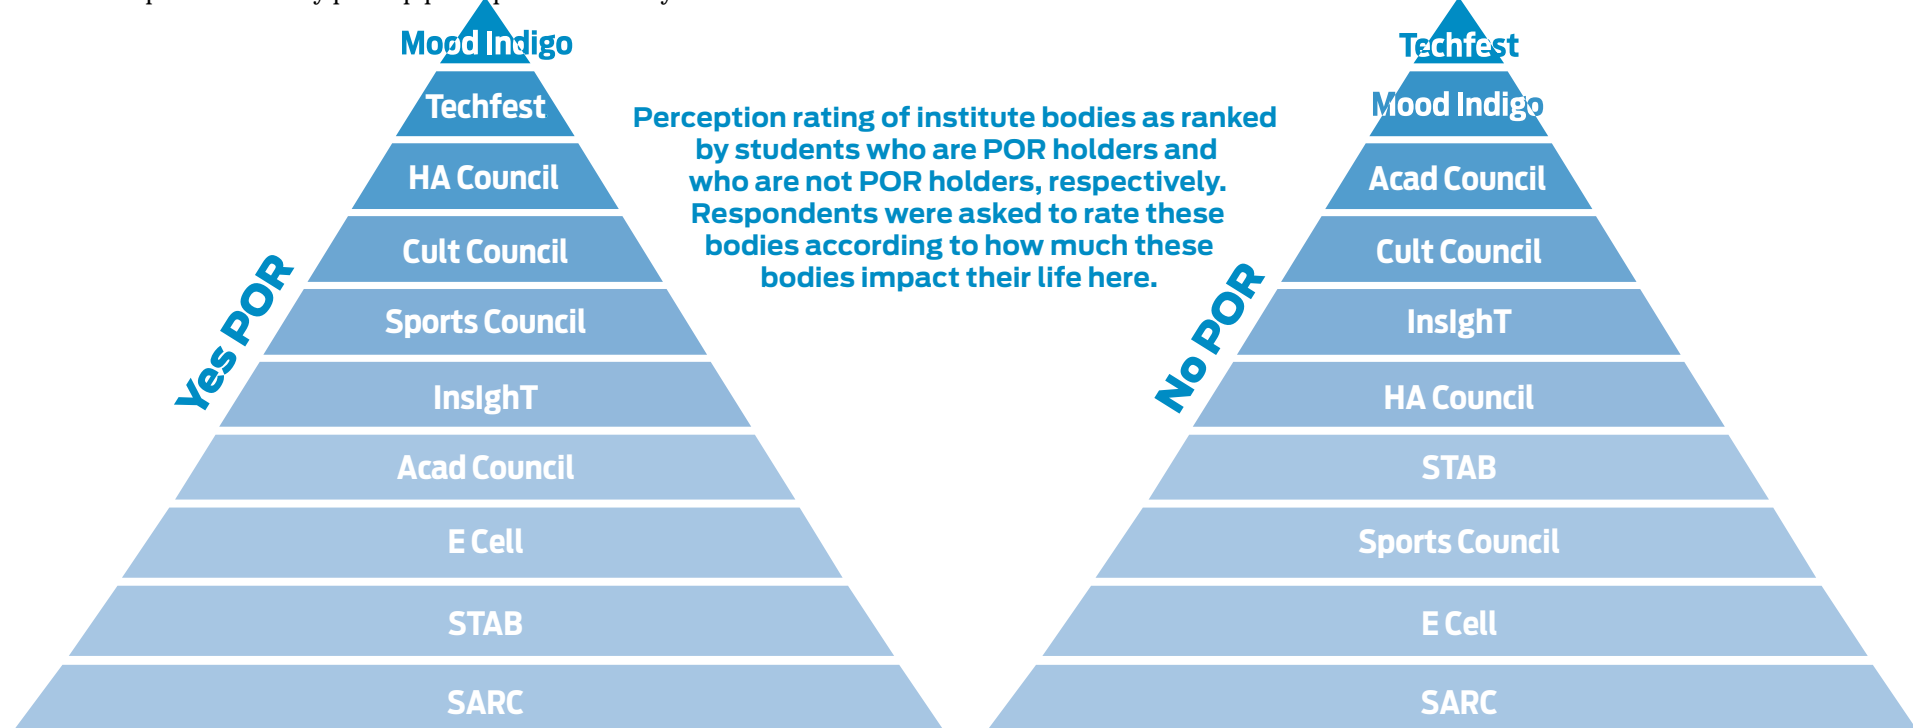 Mood Indigo
Techfest
HA Council
Cult Council
Sports Council
InsIghT
Acad Council
E Cell
STAB
SARC
Yes POR
Perception rating of institute bodies as ranked
by students who are POR holders and
who are not POR holders, respectively.
Respondents were asked to rate these
bodies according to how much these
bodies impact their life here.
Techfest
Mood Indigo
Acad Council
Cult Council
InsIghT
HA Council
STAB
Sports Council
E Cell
SARC
No POR